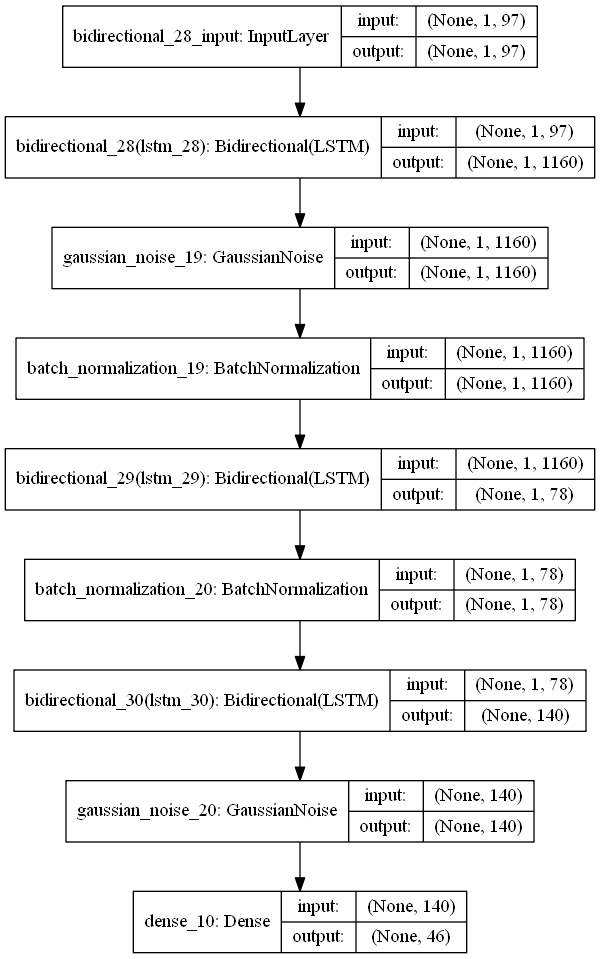 bidirectional_28_input: InputLayer
input: (None, 1, 97)
output: (None, 1, 97)
bidirectional_28(lstm_28): Bidirectional(LSTM)
input: (None, 1, 97)
output: (None, 1, 1160)
gaussian_noise_19: GaussianNoise
input: (None, 1, 1160)
output: (None, 1, 1160)
batch_normalization_19: BatchNormalization
input: (None, 1, 1160)
output: (None, 1, 1160)
bidirectional_29(lstm_29): Bidirectional(LSTM)
input: (None, 1, 1160)
output: (None, 1, 78)
batch_normalization_20: BatchNormalization
input: (None, 1, 78)
output: (None, 1, 78)
bidirectional_30(lstm_30): Bidirectional(LSTM)
input: (None, 1, 78)
output: (None, 140)
gaussian_noise_20: GaussianNoise
input: (None, 140)
output: (None, 140)
dense_10: Dense
input: (None, 140)
output: (None, 46)